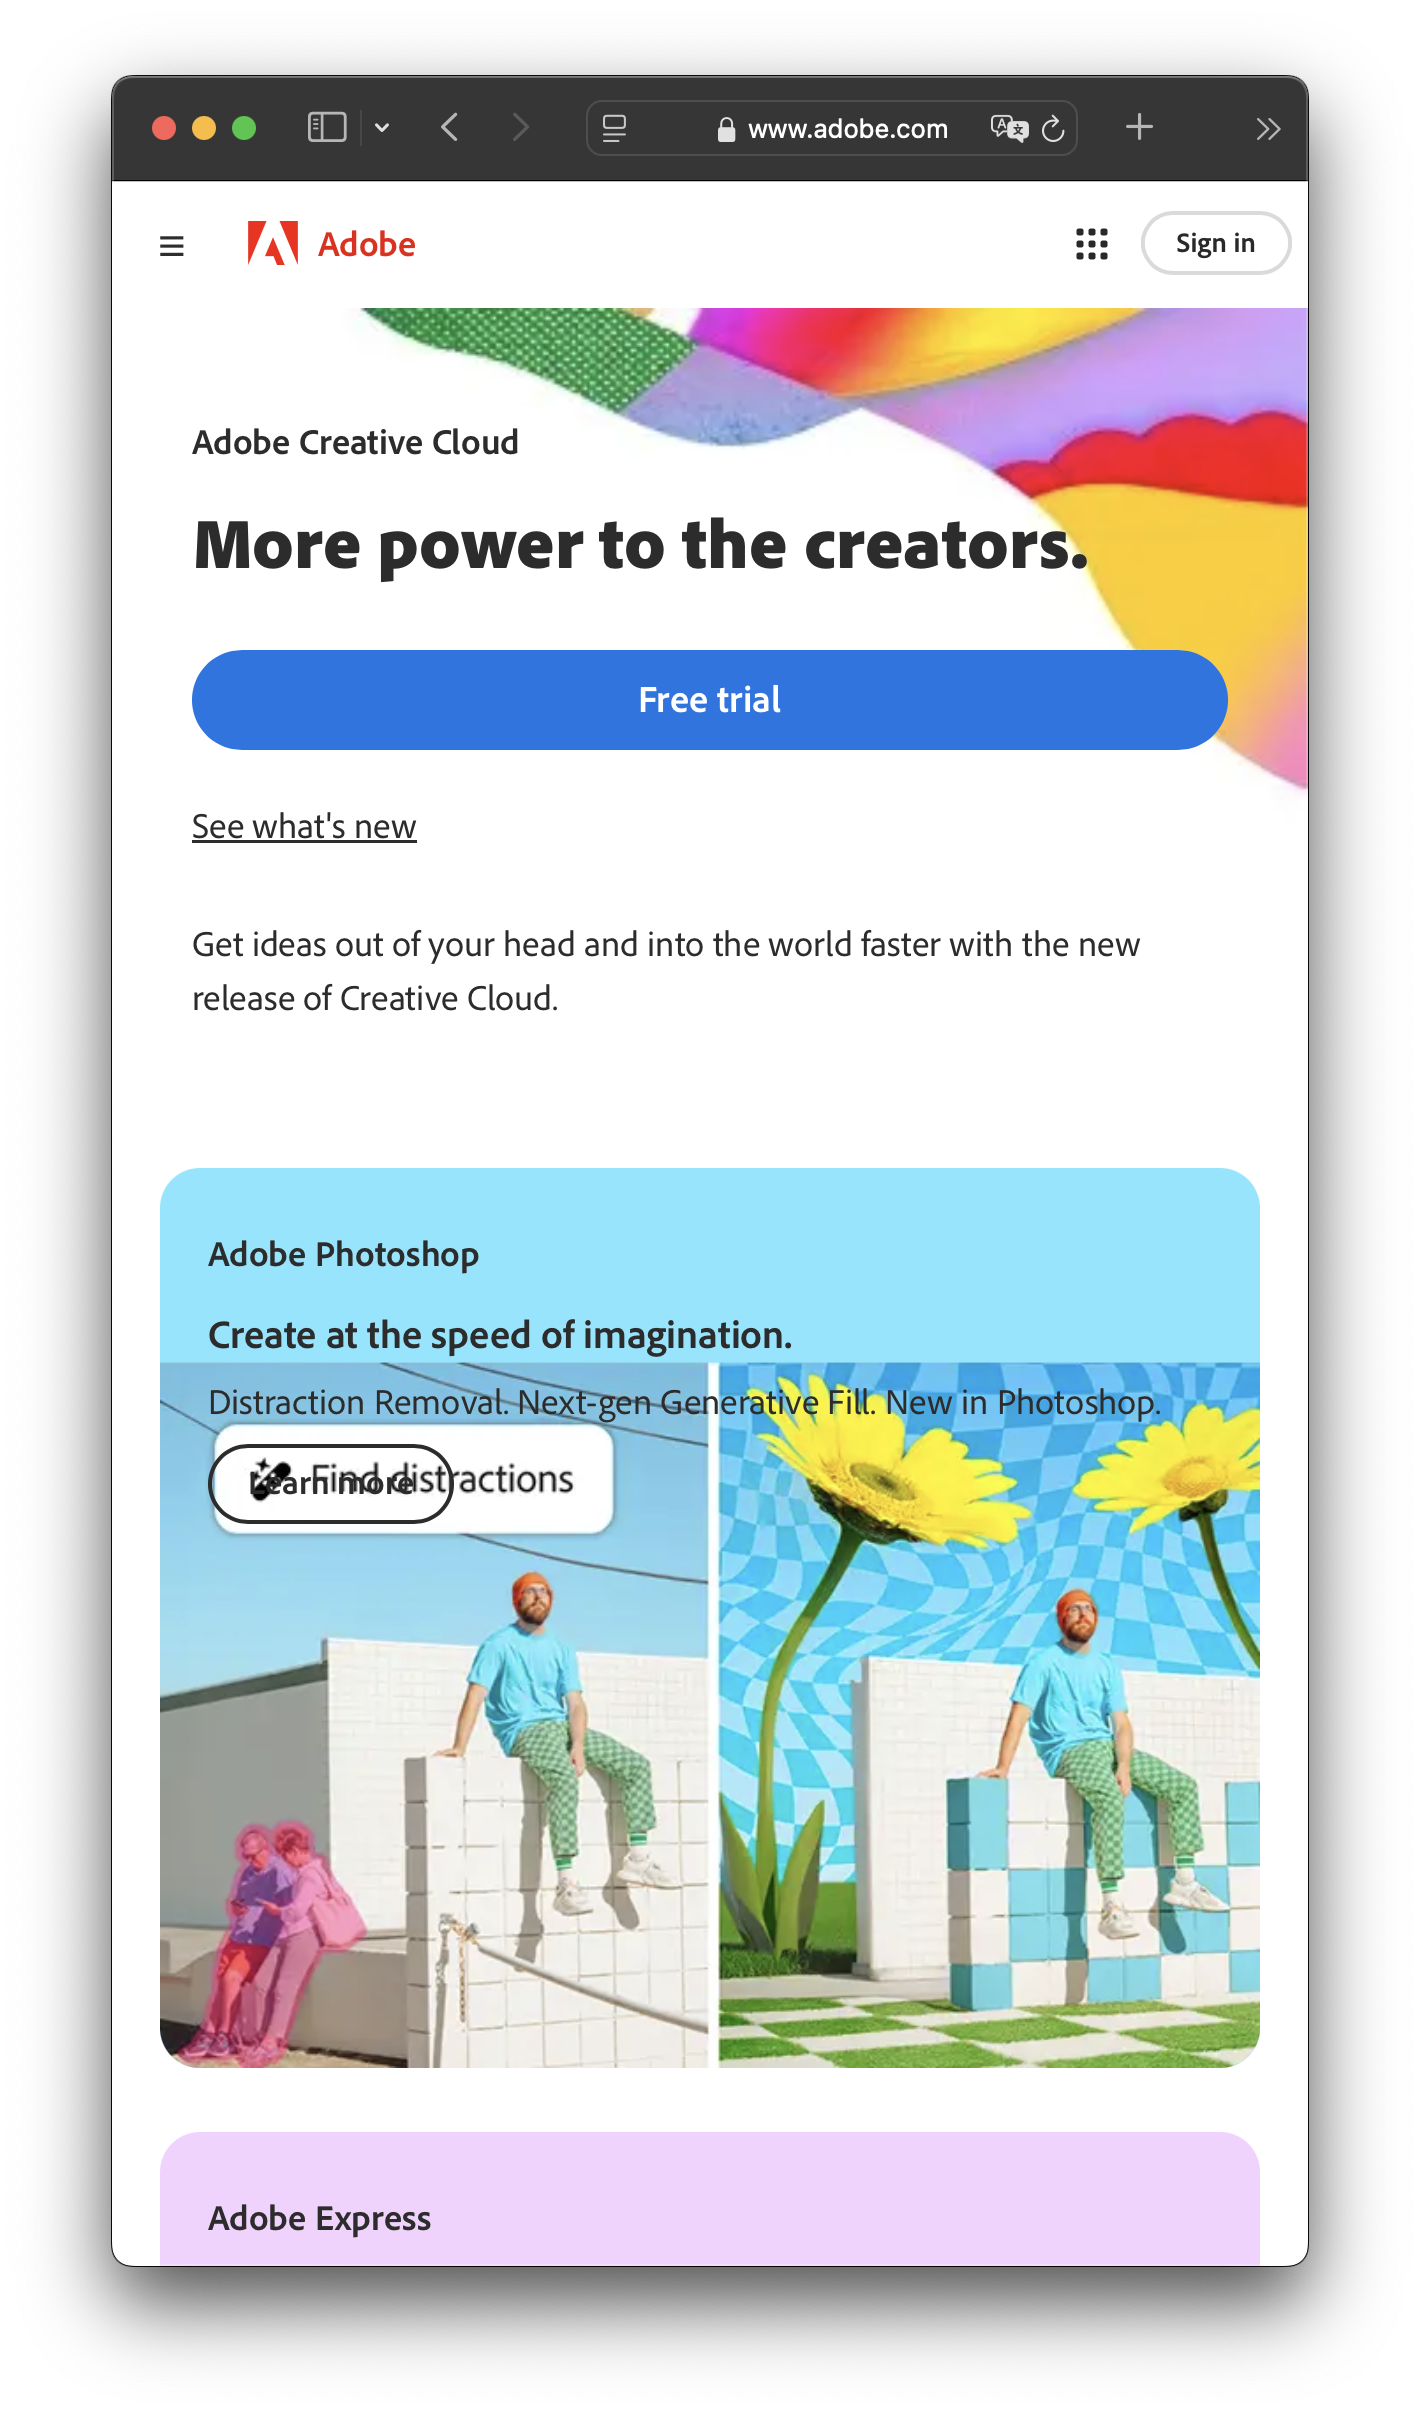 www.adobe.com
Adobe
Sign in
Adobe Creative Cloud
More power to the creators.
Free trial
See what's new
Get ideas out of your head and into the world faster with the new
release of Creative Cloud.
Adobe Photoshop
Create at the speed of imagination.
Distraction Removal. Next-gen Generative Fill. New in Photoshop.
Learn more
Find distractions
Adobe Express